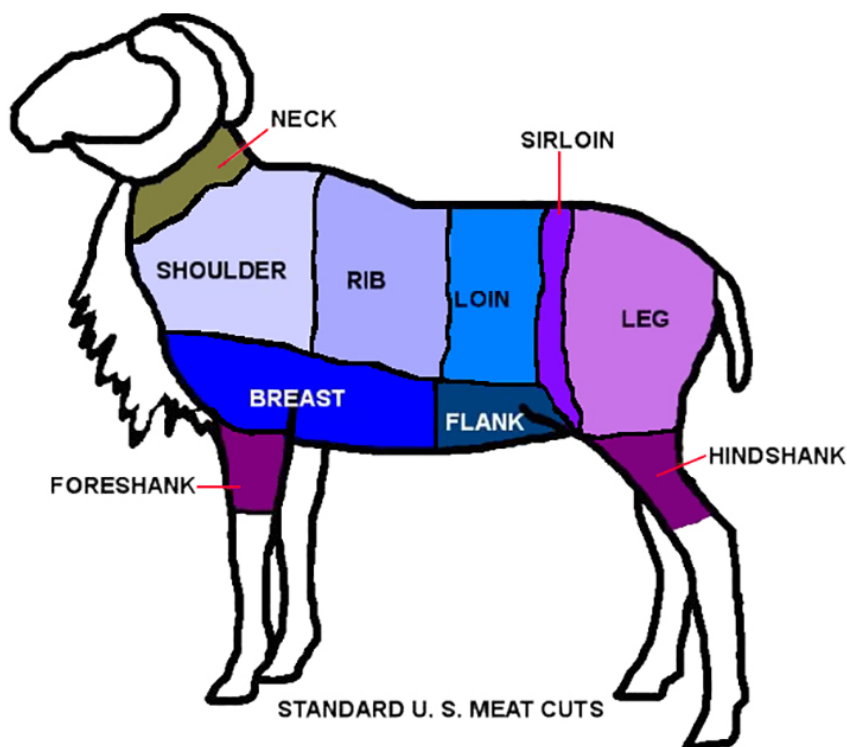 NECK
SIRLOIN
SHOULDER
RIB
LOIN
LEG
BREAST
FLANK
HINDSHANK
FORESHANK
STANDARD U. S. MEAT CUTS